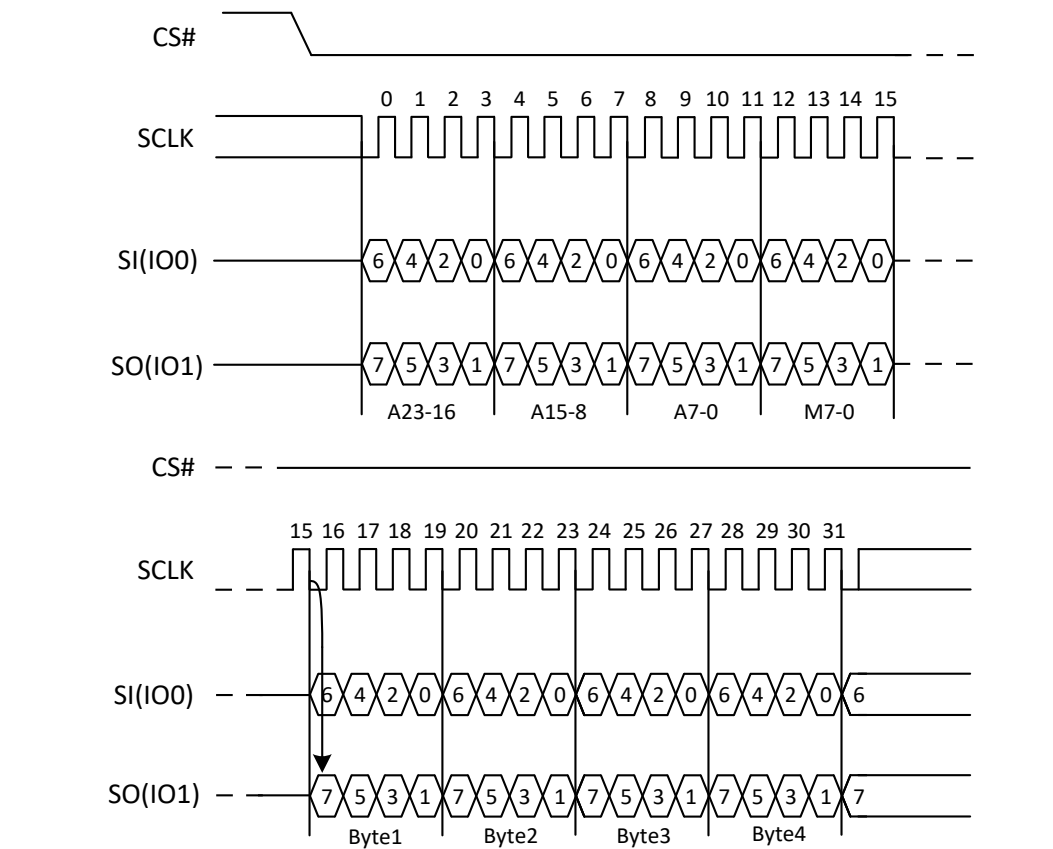 CS#
0 1 2 3 4 5 6 7 8 9 10 11 12 13 14 15
SCLK
SI(IO0) 6 4 2 0 6 4 2 0 6 4 2 0 6 4 2 0
SO(IO1) 7 5 3 1 7 5 3 1 7 5 3 1 7 5 3 1
A23-16 A15-8 A7-0 M7-0
CS#
15 16 17 18 19 20 21 22 23 24 25 26 27 28 29 30 31
SCLK
SI(IO0) 6 4 2 0 6 4 2 0 6 4 2 0 6 4 2 0 6
SO(IO1) 7 5 3 1 7 5 3 1 7 5 3 1 7 5 3 1 7
Byte1 Byte2 Byte3 Byte4